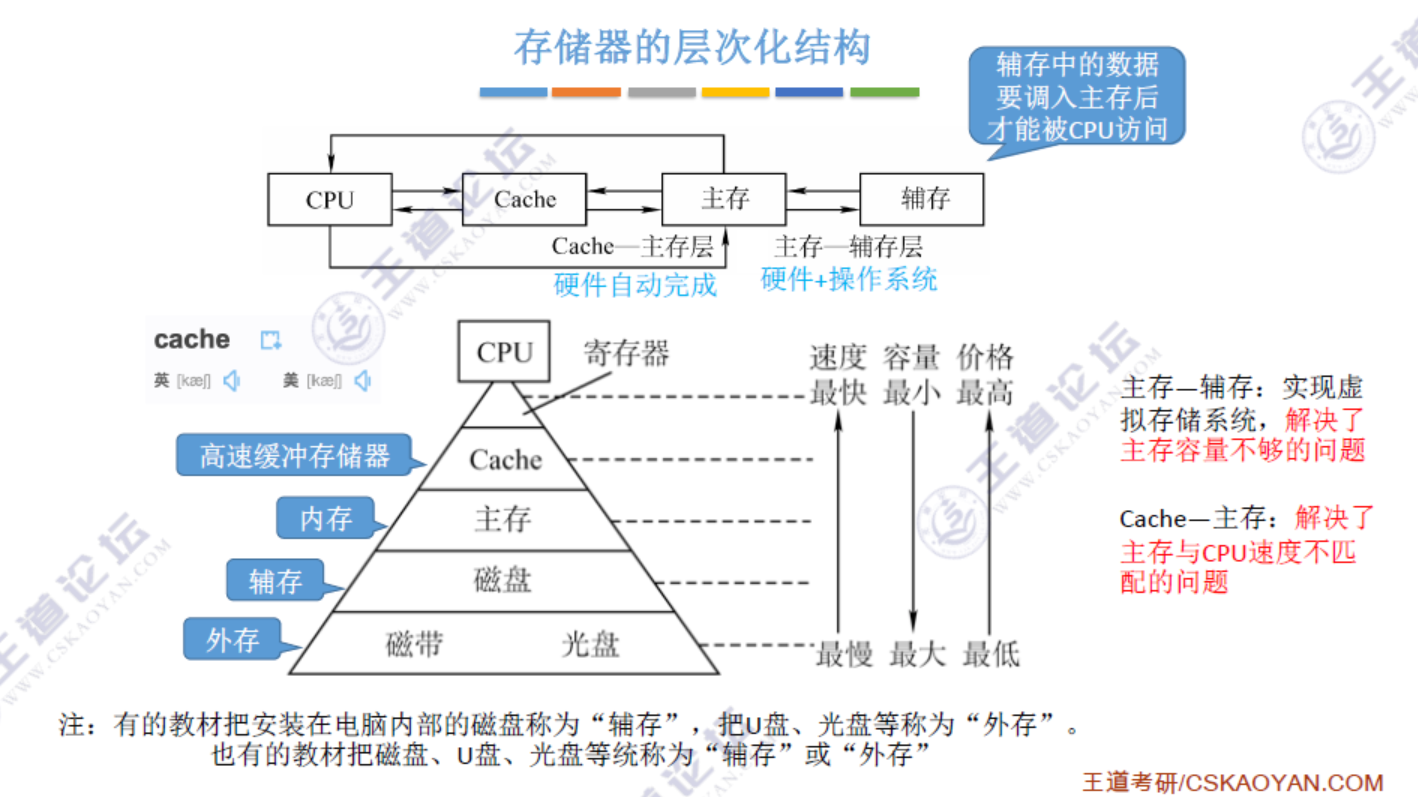 存储器的层次化结构
辅存中的数据
要调入主存后
才能被CPU访问
CPU
Cache
主存
辅存
Cache—主存层
主存—辅存层
硬件自动完成
硬件+操作系统
cache
英 [kæʃ]
美 [kæʃ]
CPU
寄存器
速度 容量 价格
最快 最小 最高
高速缓冲存储器
Cache
内存
主存
辅存
磁盘
外存
磁带
光盘
最慢 最大 最低
主存—辅存：实现虚
拟存储系统，解决了
主存容量不够的问题
Cache—主存：解决了
主存与CPU速度不匹
配的问题
注：有的教材把安装在电脑内部的磁盘称为“辅存”，把U盘、光盘等称为“外存”。
也有的教材把磁盘、U盘、光盘等统称为“辅存”或“外存”
王道考研/CSKAOYAN.COM
王道论坛
WWW.CSKAOYAN.COM